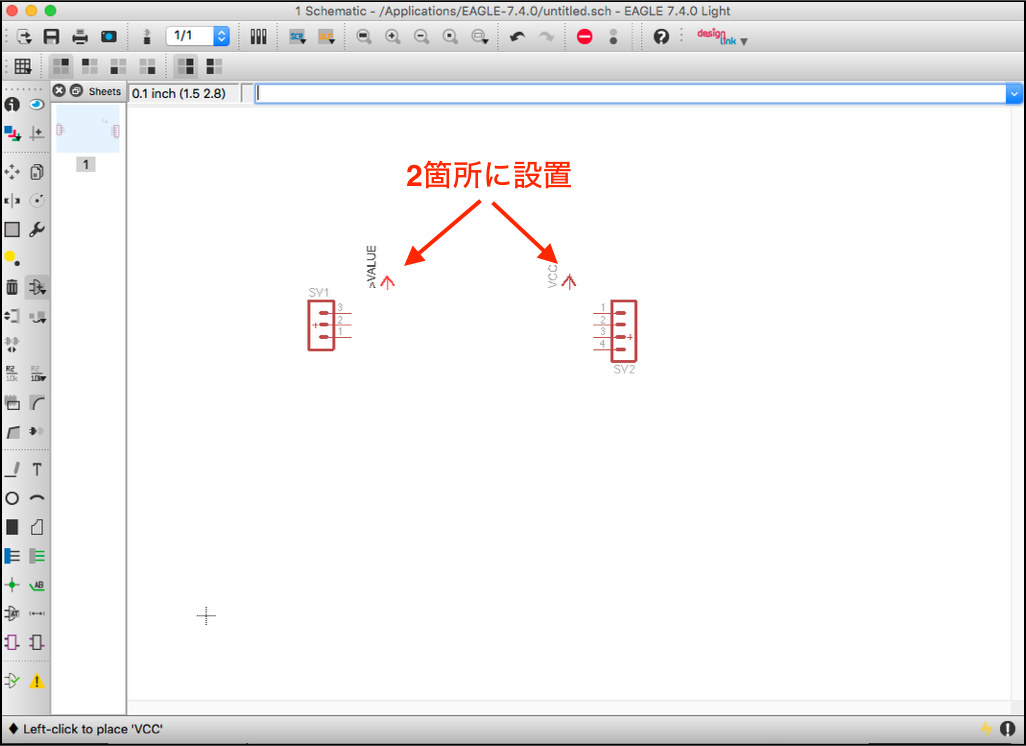 1 Schematic - /Applications/EAGLE-7.4.0/untitled.sch - EAGLE 7.4.0 Light
1/1
SCR
ULP
design link
Sheets
0.1 inch (1.5 2.8)
1
2箇所に設置
>VALUE
VCC
SV1
3
2
1
1
2
3
4
SV2
R2
10k
R2
10k
T
AB
Left-click to place 'VCC'